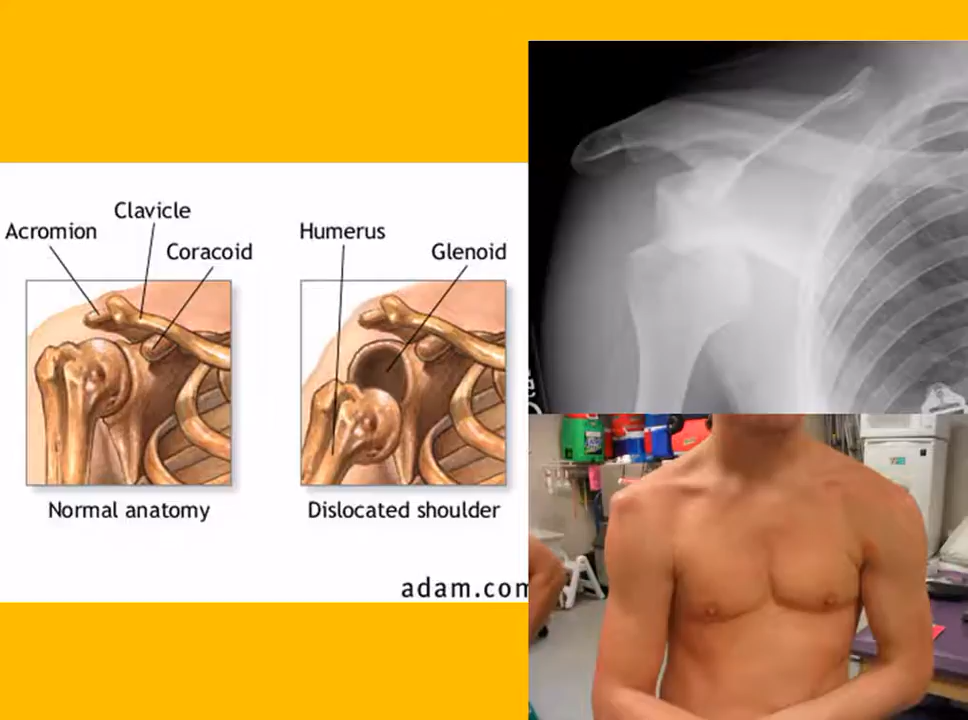 Clavicle
Acromion
Coracoid
Normal anatomy
Humerus
Glenoid
Dislocated shoulder
adam.com